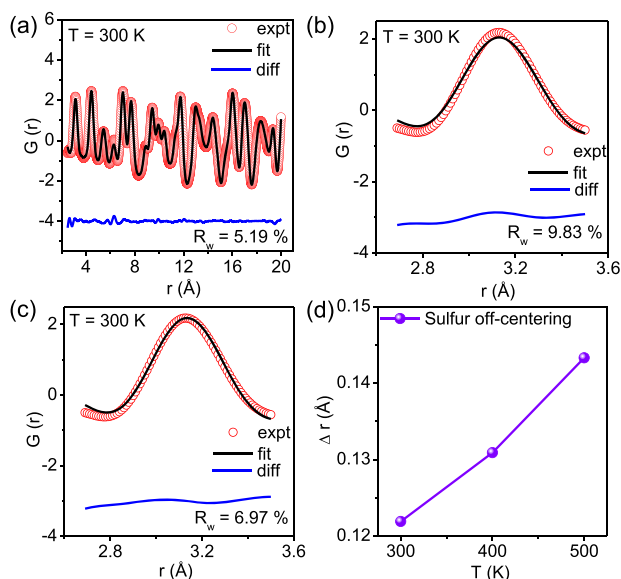 (a)
T = 300 K
expt
fit
diff
G (r)
6
4
2
0
-2
-4
R_w = 5.19 %
4
8
12
16
20
r (Å)
(b)
T = 300 K
2
0
-2
-4
G (r)
expt
fit
diff
R_w = 9.83 %
2.8
3.2
3.6
r (Å)
(c)
T = 300 K
2
0
-2
-4
G (r)
expt
fit
diff
R_w = 6.97 %
2.8
3.2
3.6
r (Å)
(d)
Sulfur off-centering
0.15
0.14
0.13
0.12
Δ r (Å)
300
400
500
T (K)